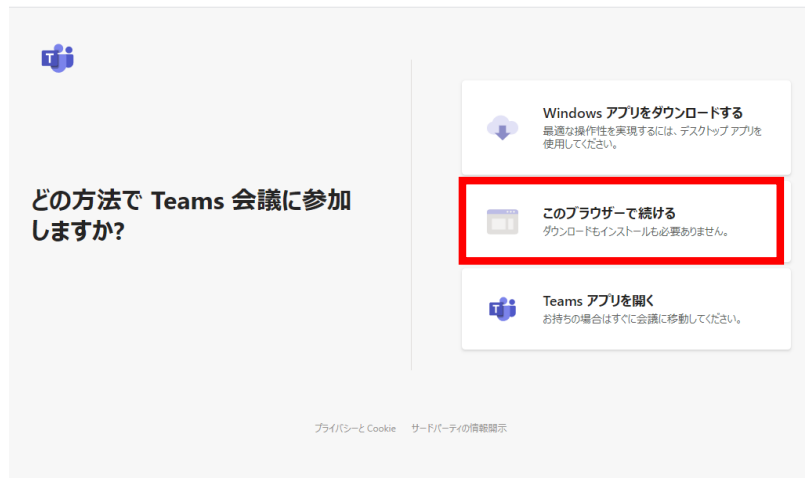 どの方法で Teams 会議に参加
しますか?
Windows アプリをダウンロードする
最適な操作性を実現するには、デスクトップ アプリを
使用してください。
このブラウザーで続ける
ダウンロードもインストールも必要ありません。
Teams アプリを開く
お持ちの場合はすぐに会議に移動してください。
プライバシーと Cookie サードパーティの情報開示